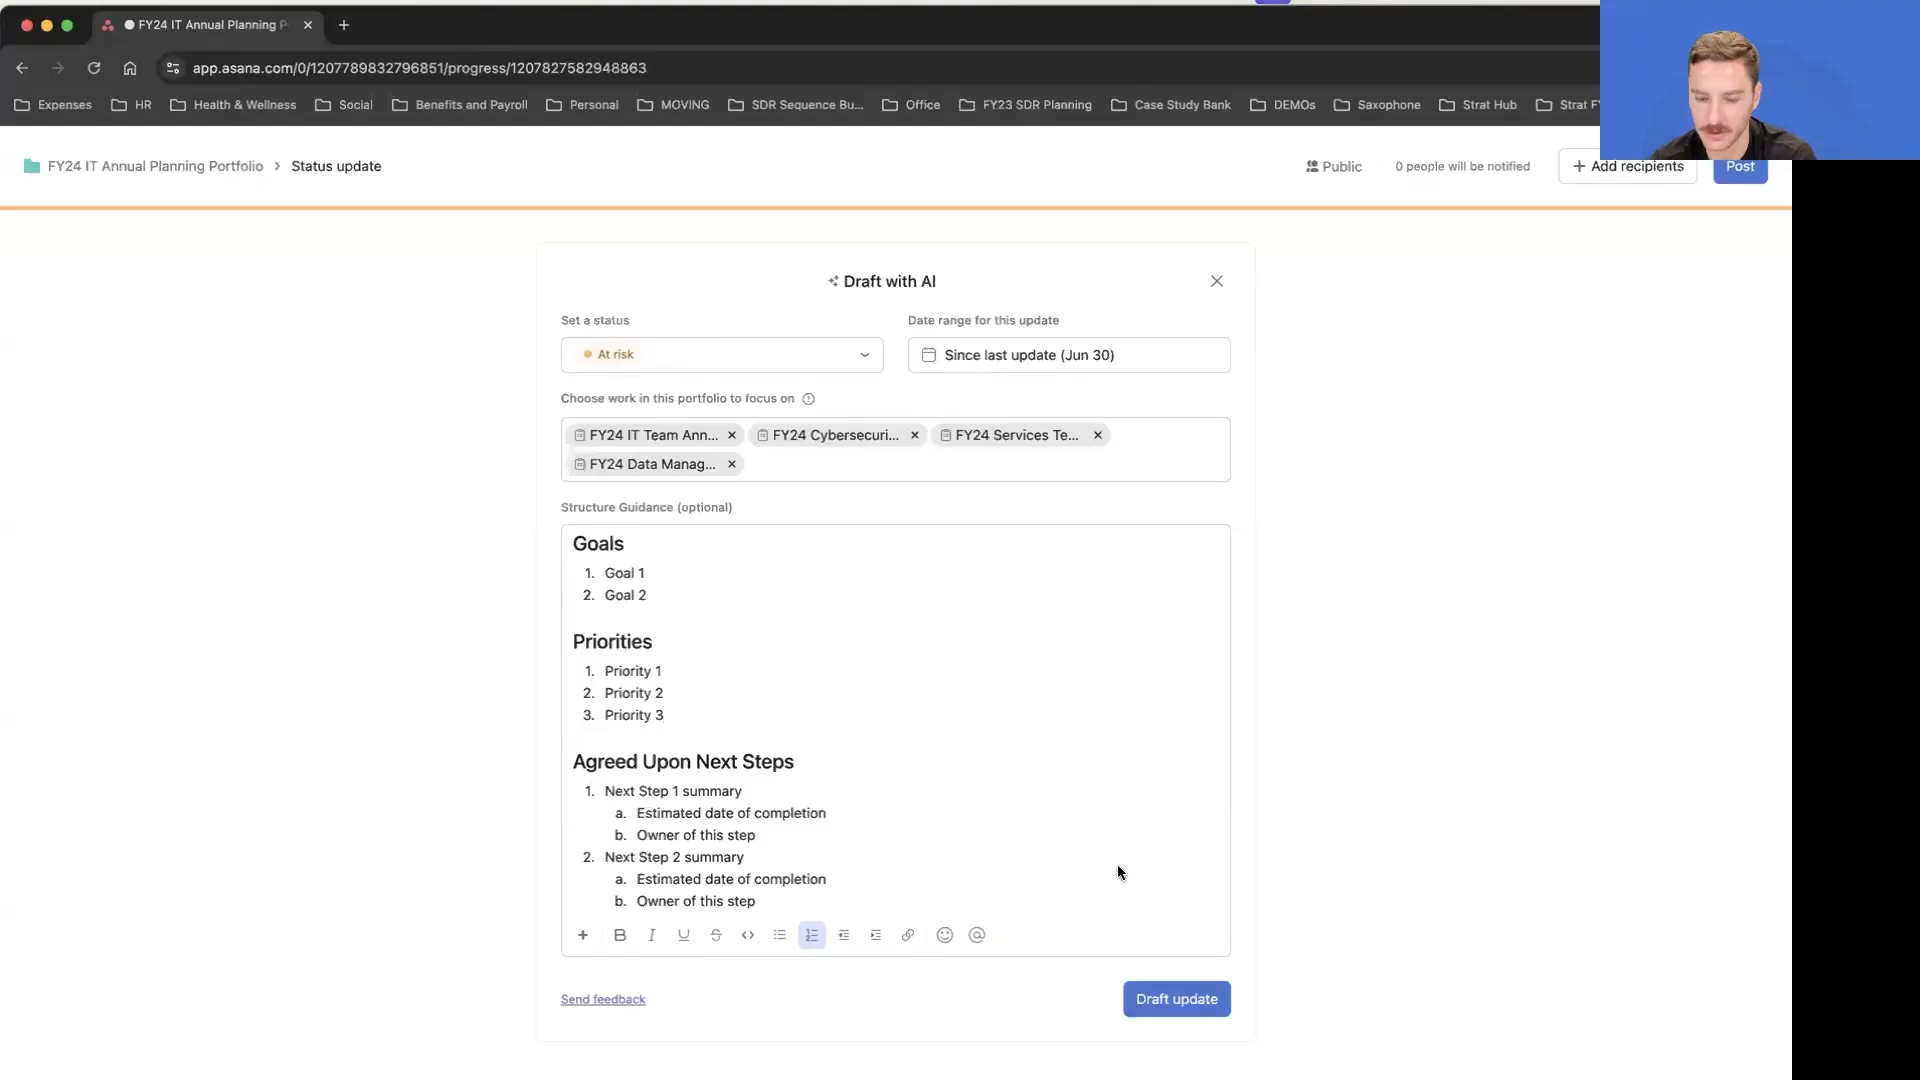 FY24 IT Annual Planning P
app.asana.com/0/1207789832796851/progress/1207827582948863
Expenses HR Health & Wellness Social Benefits and Payroll Personal MOVING SDR Sequence Bu... Office FY23 SDR Planning Case Study Bank DEMOs Saxophone Strat Hub Strat FY
FY24 IT Annual Planning Portfolio > Status update Public 0 people will be notified + Add recipients Post
Draft with AI
Set a status Date range for this update
At risk Since last update (Jun 30)
Choose work in this portfolio to focus on
FY24 IT Team Ann... FY24 Cybersecuri... FY24 Services Te...
FY24 Data Manag...
Structure Guidance (optional)
Goals
1. Goal 1
2. Goal 2
Priorities
1. Priority 1
2. Priority 2
3. Priority 3
Agreed Upon Next Steps
1. Next Step 1 summary
a. Estimated date of completion
b. Owner of this step
2. Next Step 2 summary
a. Estimated date of completion
b. Owner of this step
Send feedback Draft update